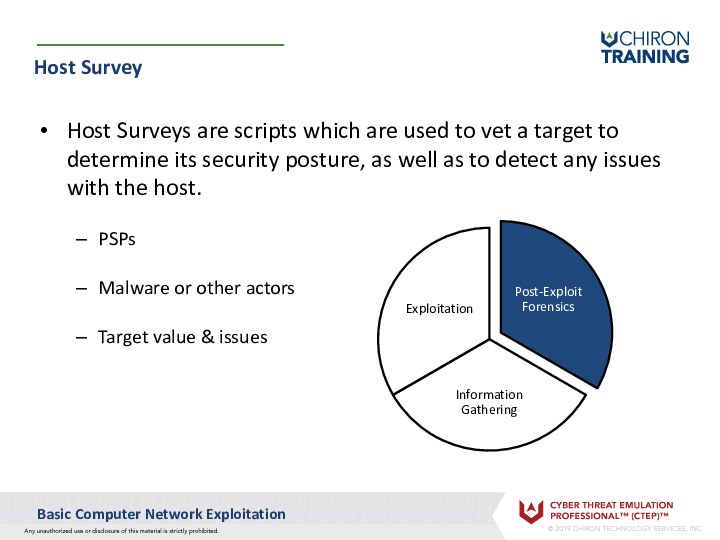 CHIRON
TRAINING
Host Survey
• Host Surveys are scripts which are used to vet a target to
determine its security posture, as well as to detect any issues
with the host.
– PSPs
– Malware or other actors
– Target value & issues
Post-Exploit
Forensics
Exploitation
Information
Gathering
Basic Computer Network Exploitation
Any unauthorized use or disclosure of this material is strictly prohibited.
CYBER THREAT EMULATION
PROFESSIONAL™ (CTEP)™
© 2019 CHIRON TECHNOLOGY SERVICES, INC.